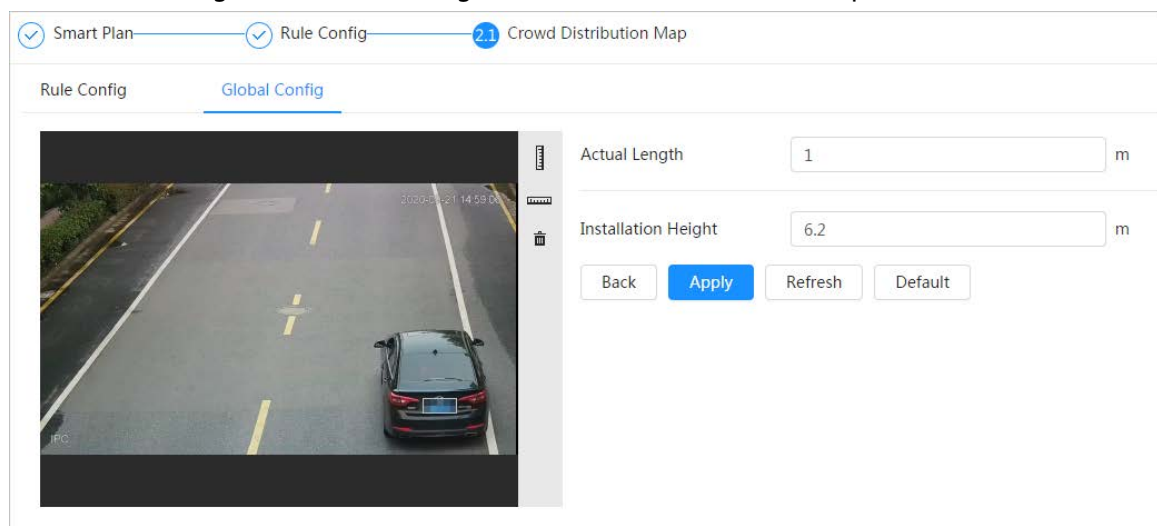 Smart Plan Rule Config 2.1 Crowd Distribution Map
Rule Config Global Config
Actual Length 1 m
Installation Height 6.2 m
Back Apply Refresh Default
IPC